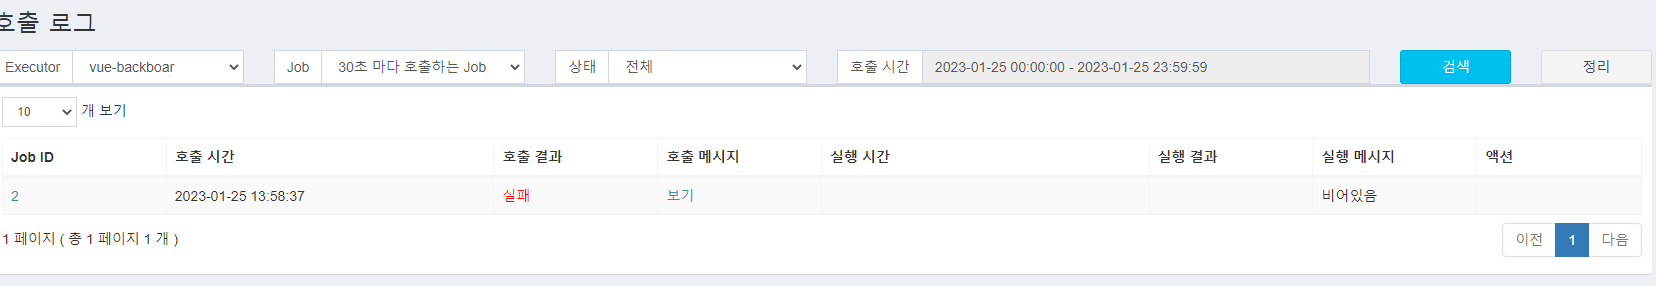 호출 로그
Executor vue-backboar Job 30초 마다 호출하는 Job 상태 전체 호출 시간 2023-01-25 00:00:00 - 2023-01-25 23:59:59 검색 정리
10 개 보기
Job ID 호출 시간 호출 결과 호출 메시지 실행 시간 실행 결과 실행 메시지 액션
2 2023-01-25 13:58:37 실패 보기 비어있음
1 페이지 ( 총 1 페이지 1 개 ) 이전 1 다음